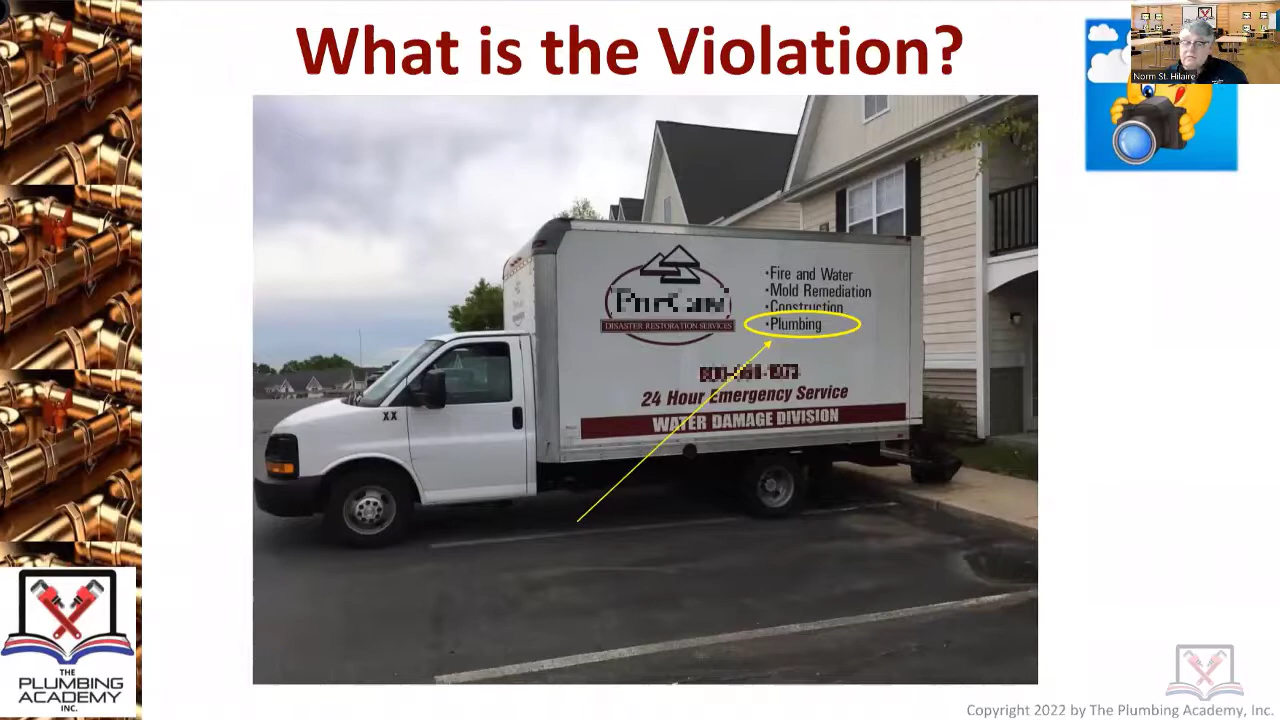 What is the Violation?
Norm St. Hilaire
DISASTER RESTORATION SERVICES
·Fire and Water
·Mold Remediation
·Construction
·Plumbing
24 Hour Emergency Service
WATER DAMAGE DIVISION
XX
THE
PLUMBING
ACADEMY
INC.
Copyright 2022 by The Plumbing Academy, Inc.